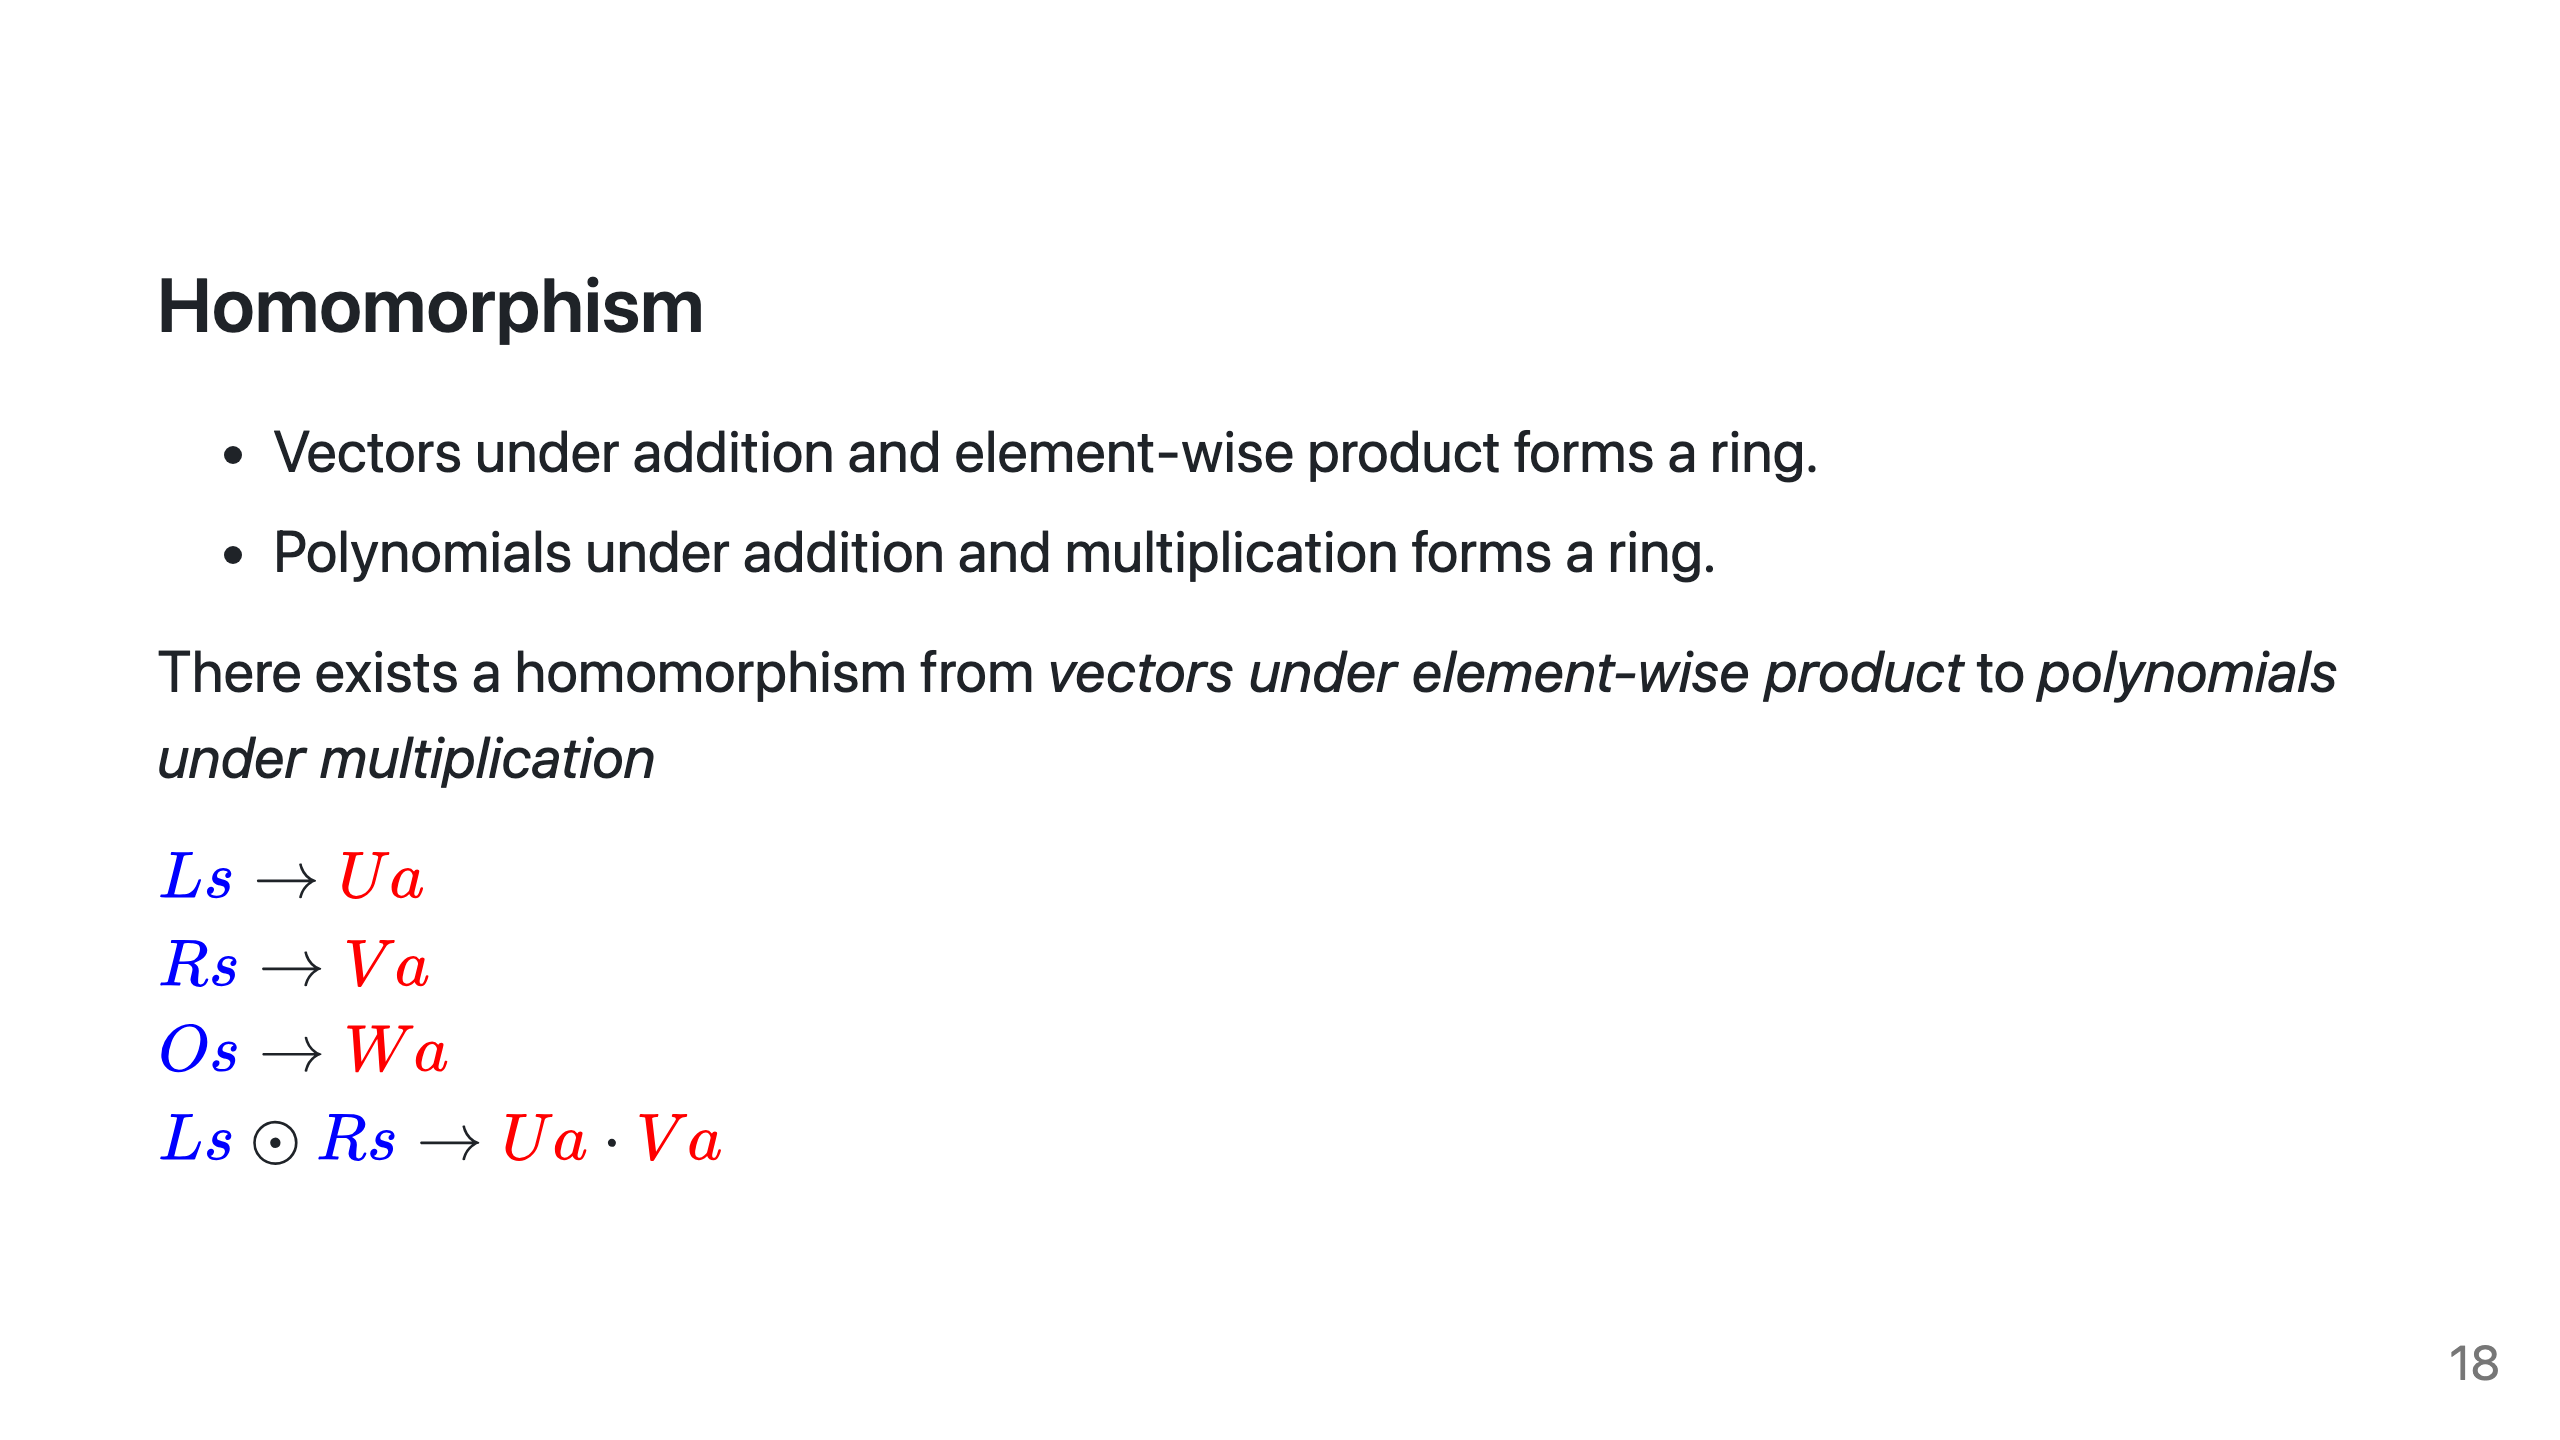 Homomorphism
• Vectors under addition and element-wise product forms a ring.
• Polynomials under addition and multiplication forms a ring.
There exists a homomorphism from vectors under element-wise product to polynomials
under multiplication
Ls → Ua
Rs → Va
Os → Wa
Ls ⊙ Rs → Ua · Va
18